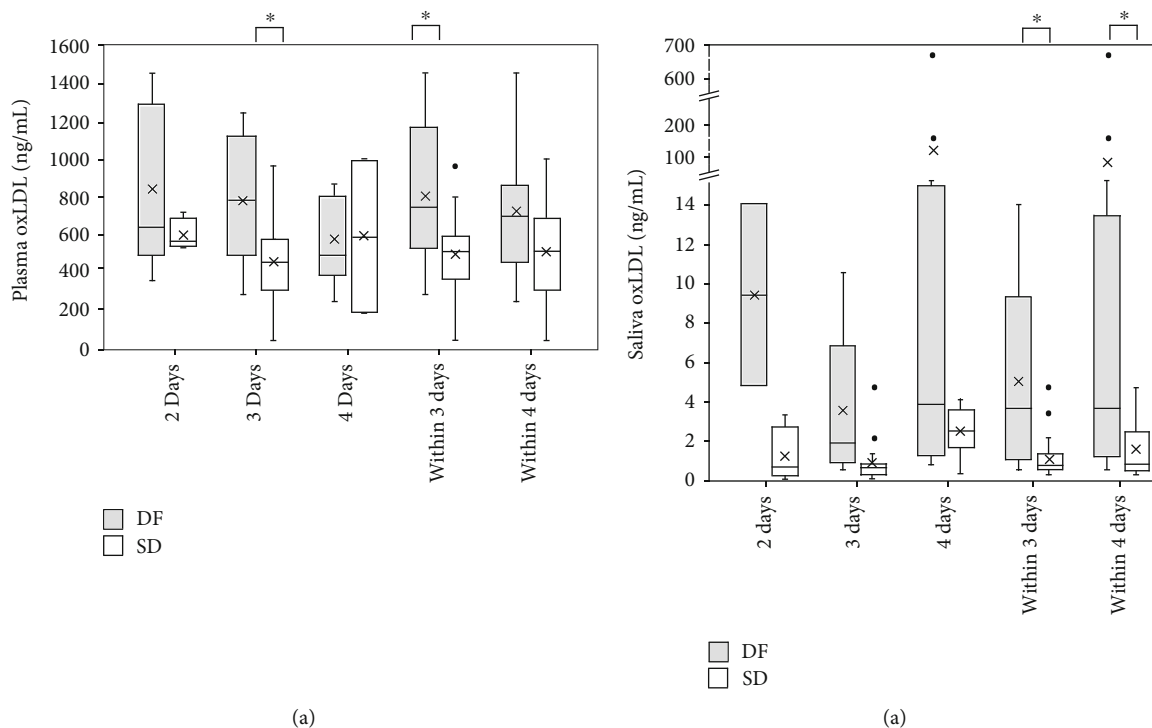 *
*
Plasma oxLDL (ng/mL)
1600
1400
1200
1000
800
600
400
200
0
2 Days
3 Days
4 Days
Within 3 days
Within 4 days
DF
SD
(a)
*
*
Saliva oxLDL (ng/mL)
700
600
200
100
14
12
10
8
6
4
2
0
2 days
3 days
4 days
Within 3 days
Within 4 days
DF
SD
(a)